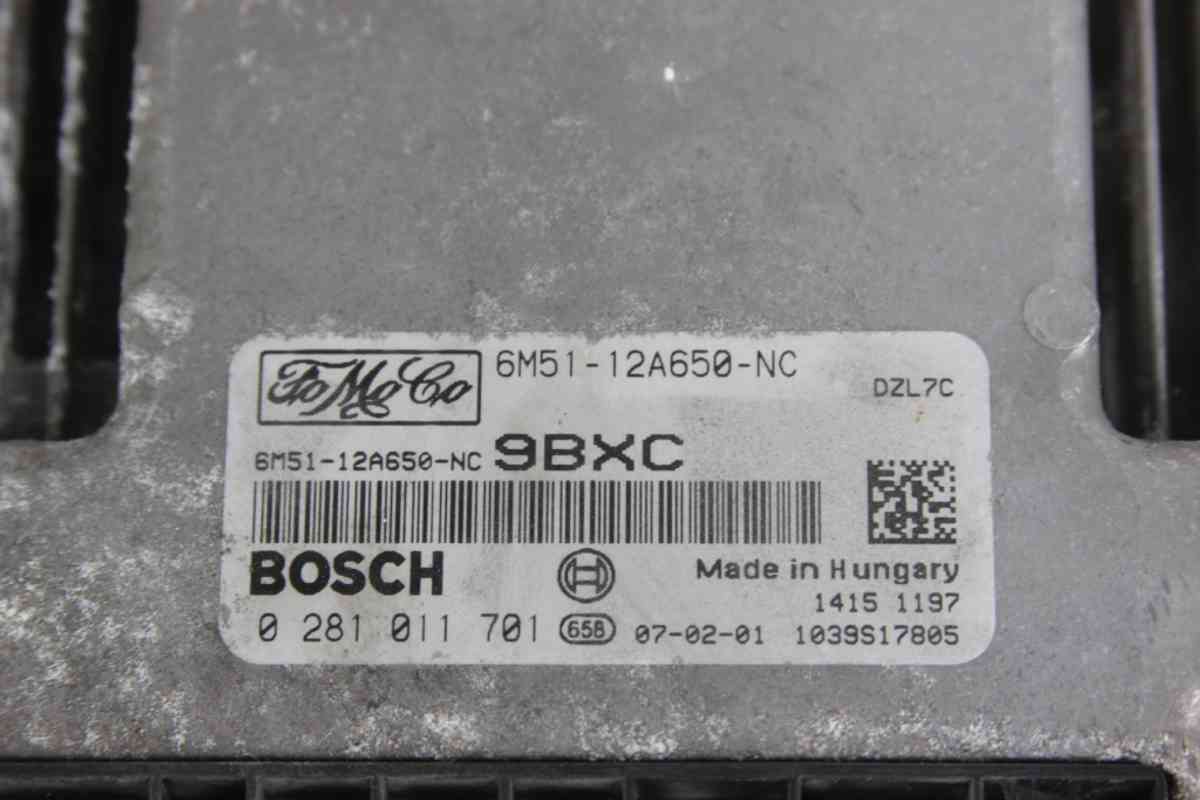 FoMoCo 6M51-12A650-NC
DZL7C
6M51-12A650-NC 9BXC
BOSCH
Made in Hungary
1415 1197
0 281 011 701 658 07-02-01 1039S17805